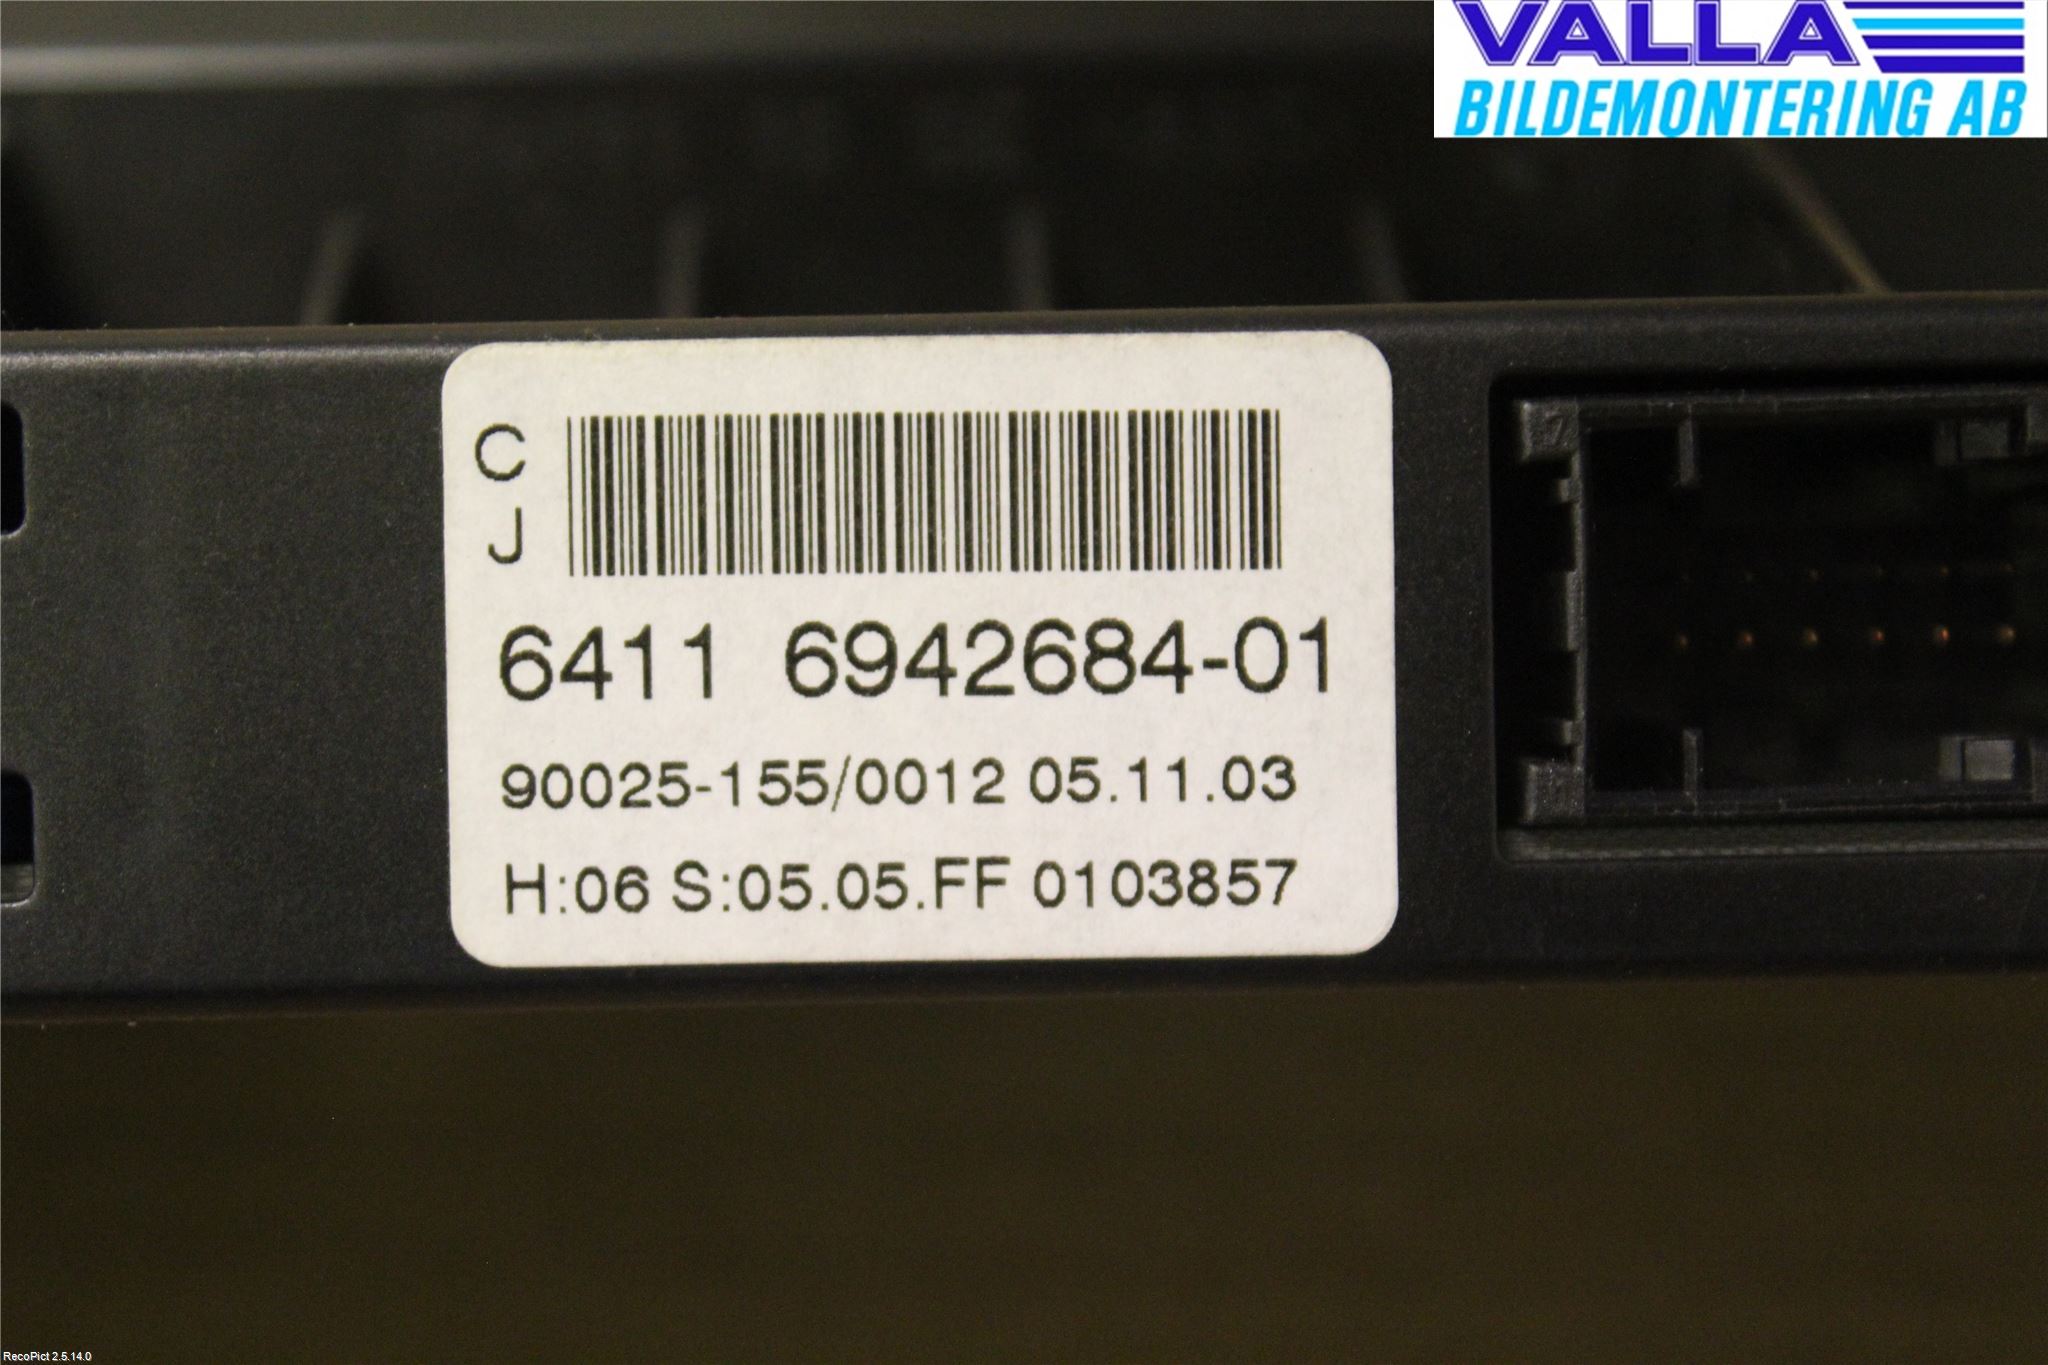 VALLA
BILDEMONTERING AB
C
J
6411 6942684-01
90025-155/0012 05.11.03
H:06 S:05.05.FF 0103857
RecoPict 2.5.14.0